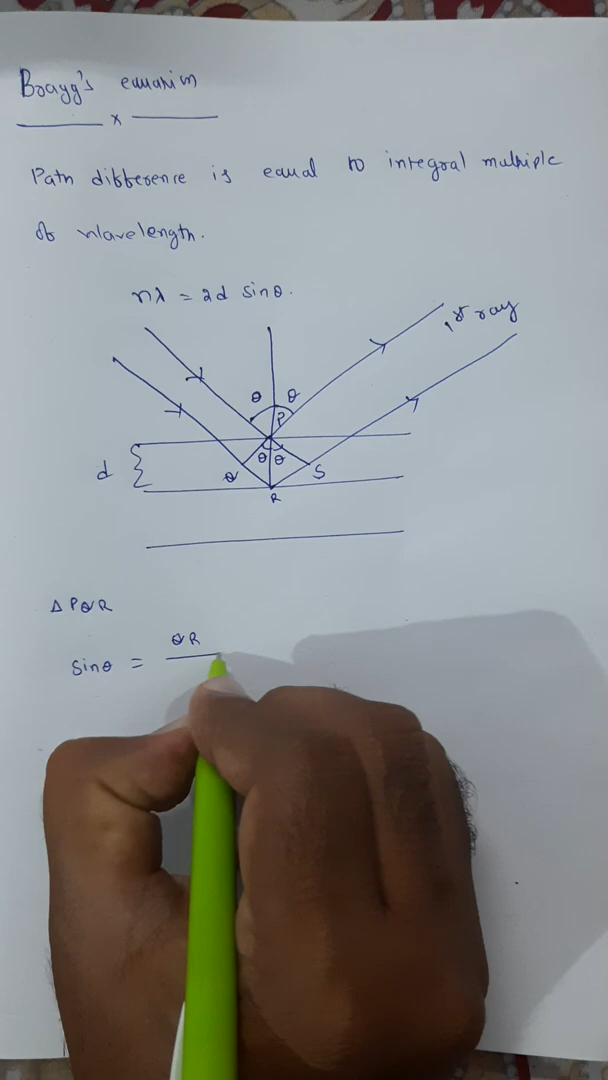 Bragg's equation
x
Path difference is equal to integral multiple
of wavelength.
nλ = 2d sinθ.
1st ray
θ θ
P
θ θ
d
Q S
R
Δ PQR
QR
sinθ =